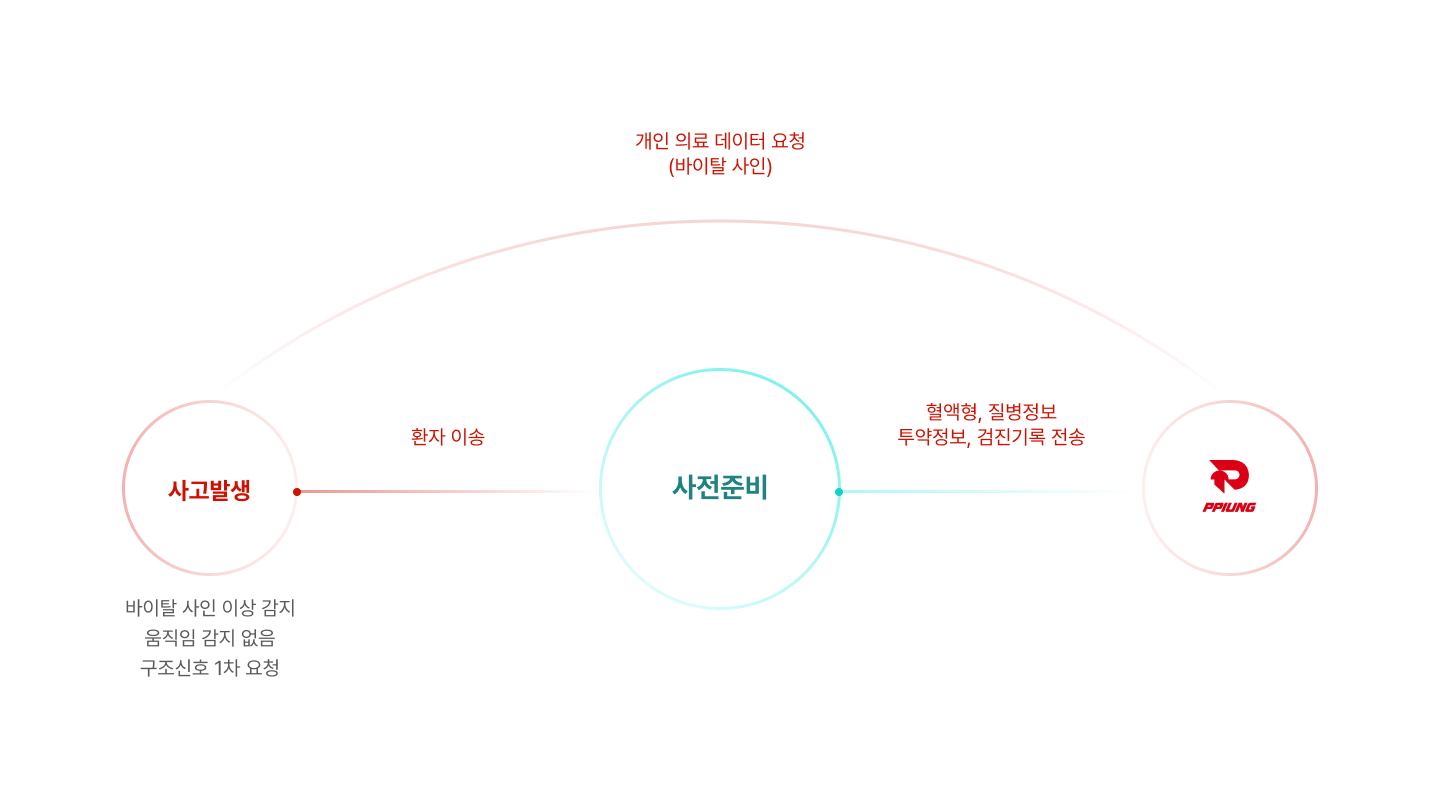 개인 의료 데이터 요청
(바이탈 사인)
혈액형, 질병정보
투약정보, 검진기록 전송
환자 이송
사고발생
사전준비
PPIUNG
바이탈 사인 이상 감지
움직임 감지 없음
구조신호 1차 요청